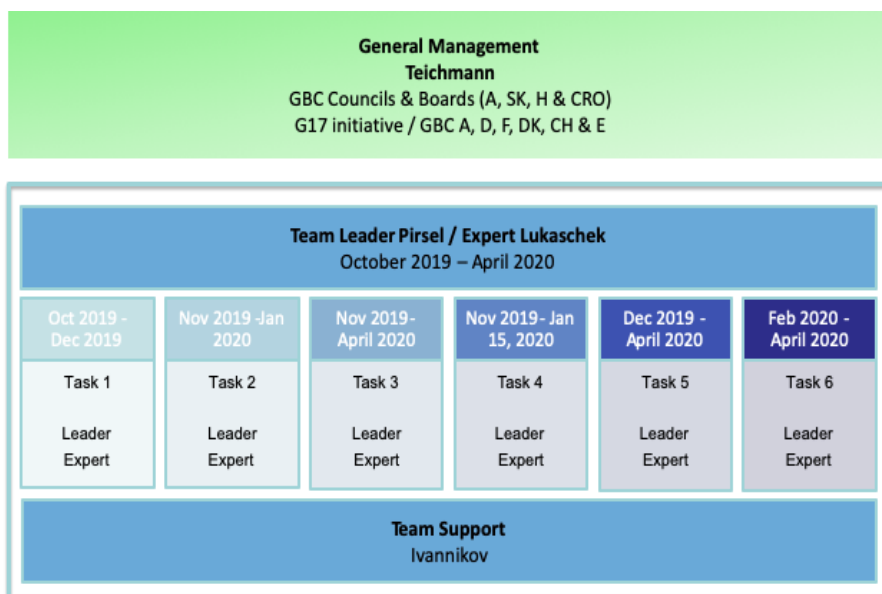 General Management
Teichmann
GBC Councils & Boards (A, SK, H & CRO)
G17 initiative / GBC A, D, F, DK, CH & E
Team Leader Pirsel / Expert Lukaschek
October 2019 – April 2020
Oct 2019 -
Dec 2019
Task 1
Leader
Expert
Nov 2019 -Jan
2020
Task 2
Leader
Expert
Nov 2019-
April 2020
Task 3
Leader
Expert
Nov 2019- Jan
15, 2020
Task 4
Leader
Expert
Dec 2019 -
April 2020
Task 5
Leader
Expert
Feb 2020 -
April 2020
Task 6
Leader
Expert
Team Support
Ivannikov